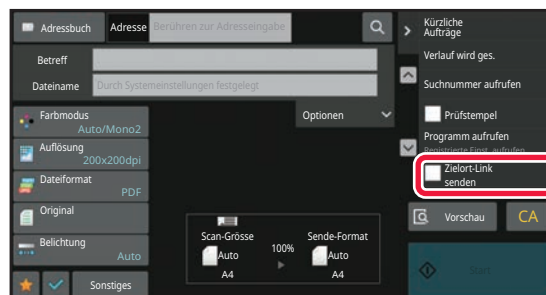 Adressbuch
Adresse
Berühren zur Adresseingabe
Kürzliche
Aufträge
Betreff
Verlauf wird ges.
Dateiname
Durch Systemeinstellungen festgelegt
Suchnummer aufrufen
Farbmodus
Auto/Mono2
Optionen
Prüfstempel
Auflösung
200x200dpi
Programm aufrufen
Registrierte Einst. aufrufen
Dateiformat
PDF
Zielort-Link
senden
Original
Vorschau
CA
Belichtung
Auto
Scan-Grösse
100%
Sende-Format
Auto
Auto
A4
A4
Sonstiges
Start